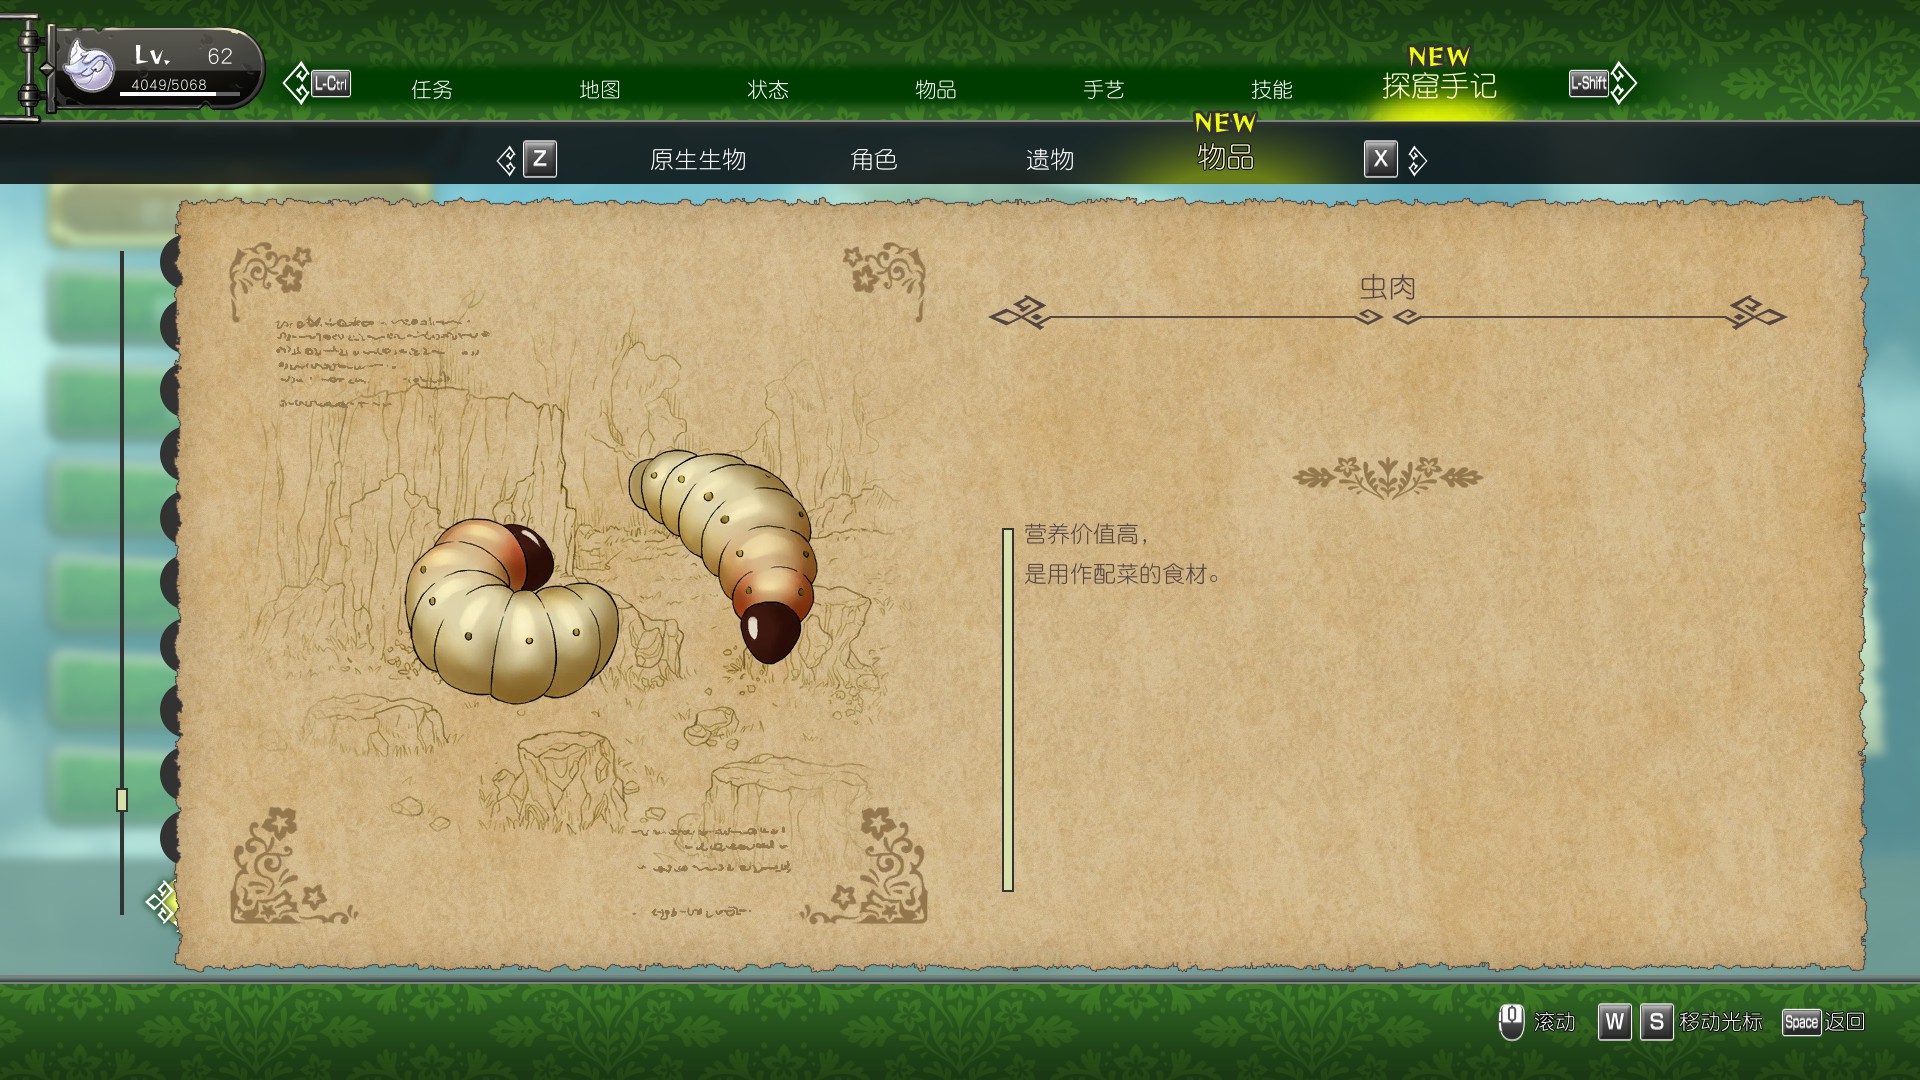 Lv. 62
4049/5068
L-Ctrl 任务 地图 状态 物品 手艺 技能 NEW 探窟手记 L-Shift
Z 原生生物 角色 遗物 NEW 物品 X
虫肉
营养价值高，
是用作配菜的食材。
滚动 W S 移动光标 Space 返回